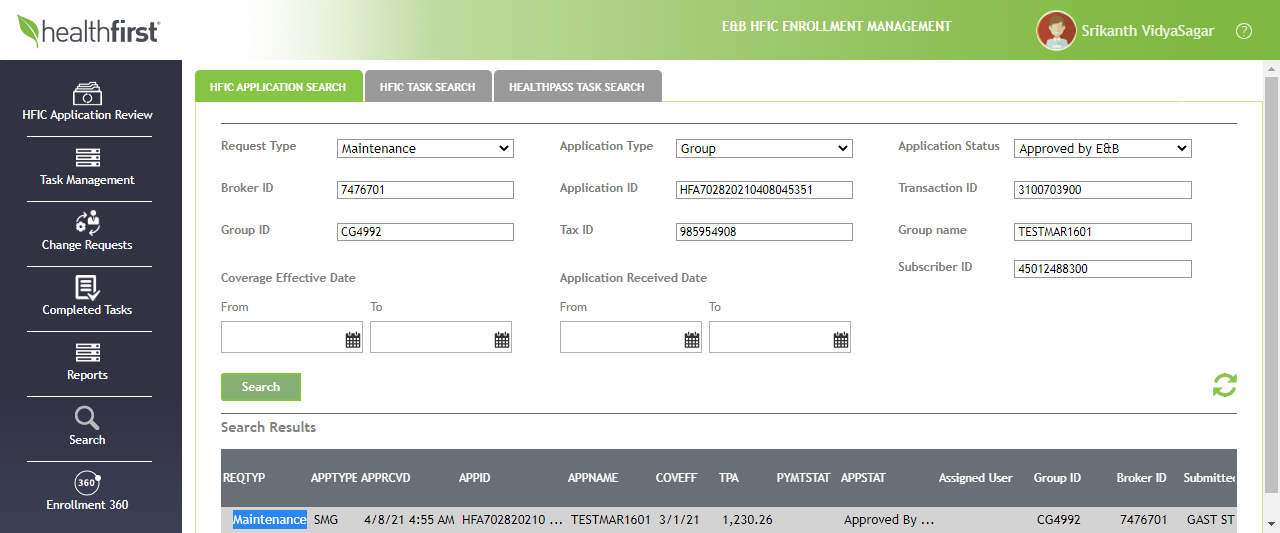 healthfirst
E&B HFIC ENROLLMENT MANAGEMENT
Srikanth VidyaSagar
?
HFIC Application Review
Task Management
Change Requests
Completed Tasks
Reports
Search
360
Enrollment 360
HFIC APPLICATION SEARCH HFIC TASK SEARCH HEALTHPASS TASK SEARCH
Request Type Maintenance Application Type Group Application Status Approved by E&B
Broker ID 7476701 Application ID HFA702820210408045351 Transaction ID 3100703900
Group ID CG4992 Tax ID 985954908 Group name TESTMAR1601
Subscriber ID 45012488300
Coverage Effective Date Application Received Date
From To From To
Search
Search Results
REQTYP APPTYPE APPRCVD APPID APPNAME COVEFF TPA PYMTSTAT APPSTAT Assigned User Group ID Broker ID Submitted
Maintenance SMG 4/8/21 4:55 AM HFA702820210 ... TESTMAR1601 3/1/21 1,230.26 Approved By ... CG4992 7476701 GAST ST